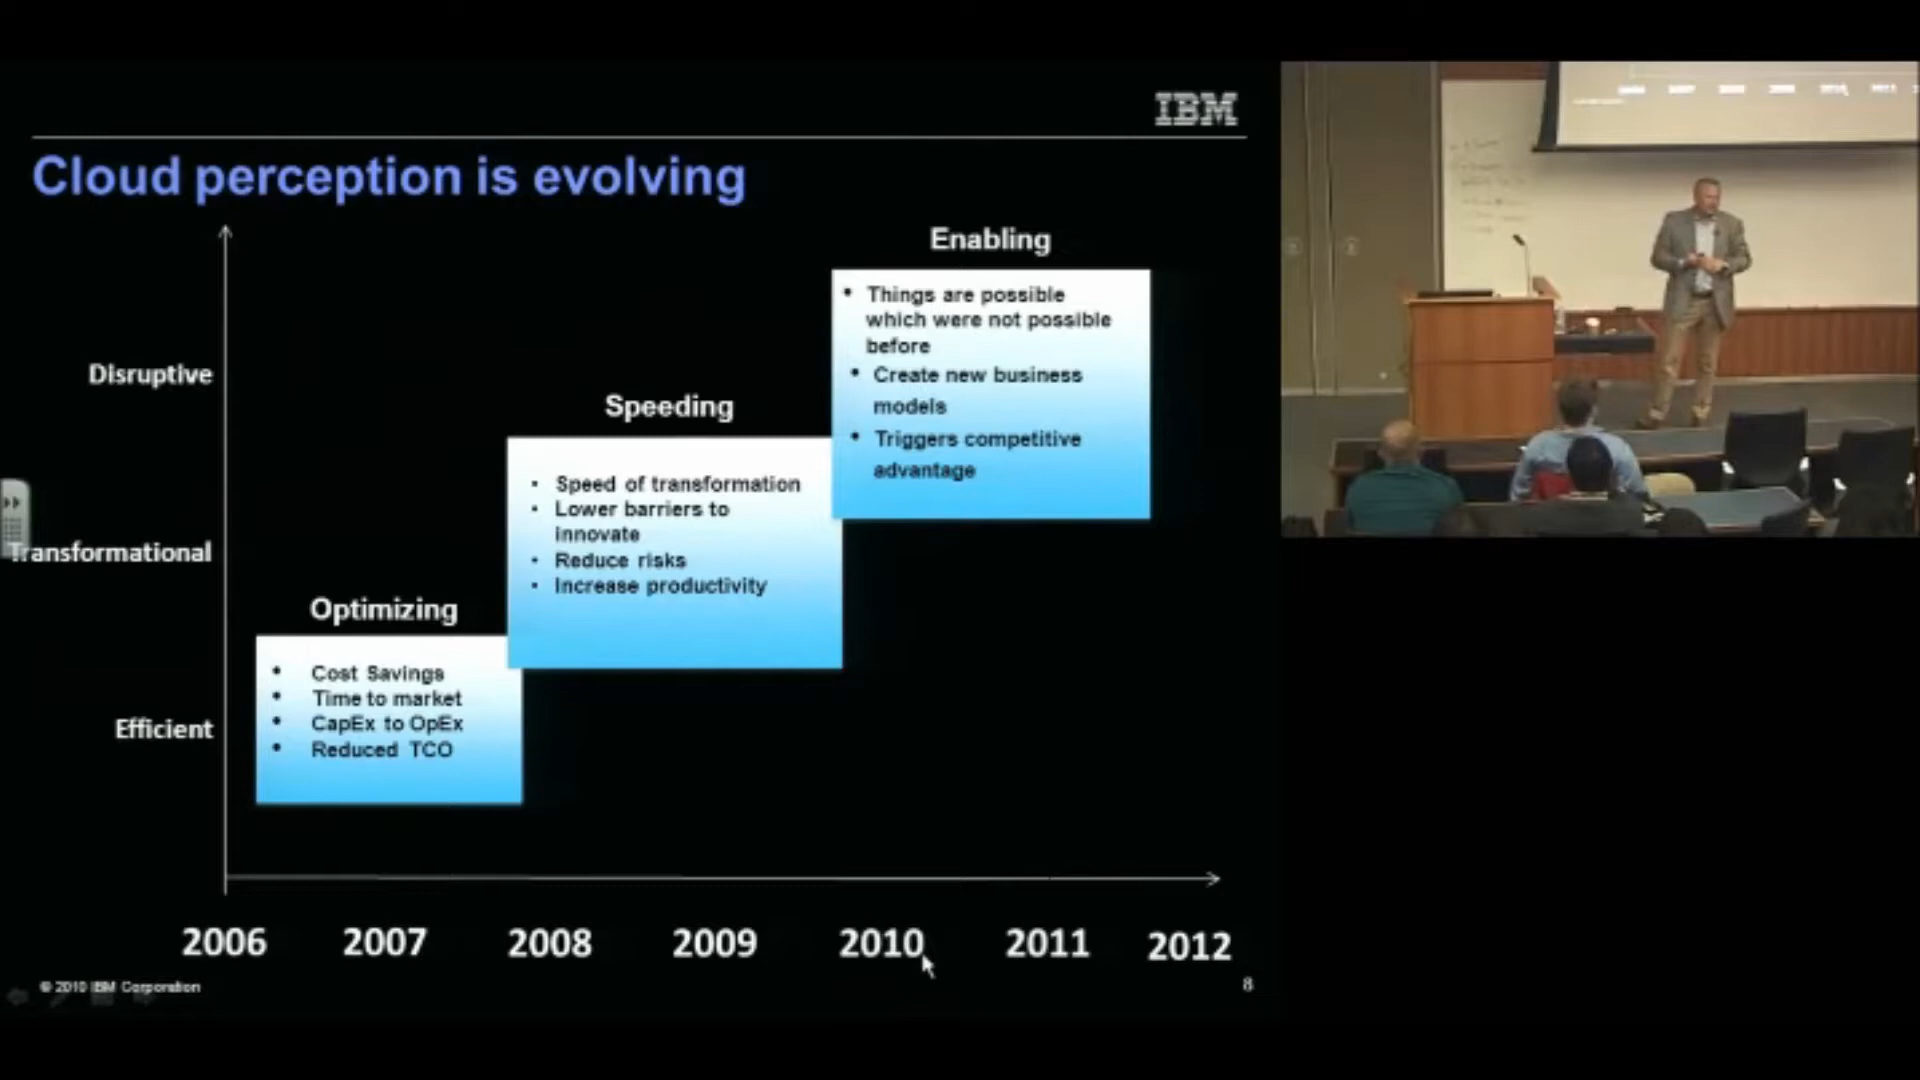 IBM
Cloud perception is evolving
Enabling
• Things are possible
which were not possible
before
• Create new business
models
• Triggers competitive
advantage
Disruptive
Speeding
• Speed of transformation
• Lower barriers to
innovate
• Reduce risks
• Increase productivity
Transformational
Optimizing
• Cost Savings
• Time to market
• CapEx to OpEx
• Reduced TCO
Efficient
2006 2007 2008 2009 2010 2011 2012
© 2010 IBM Corporation
8